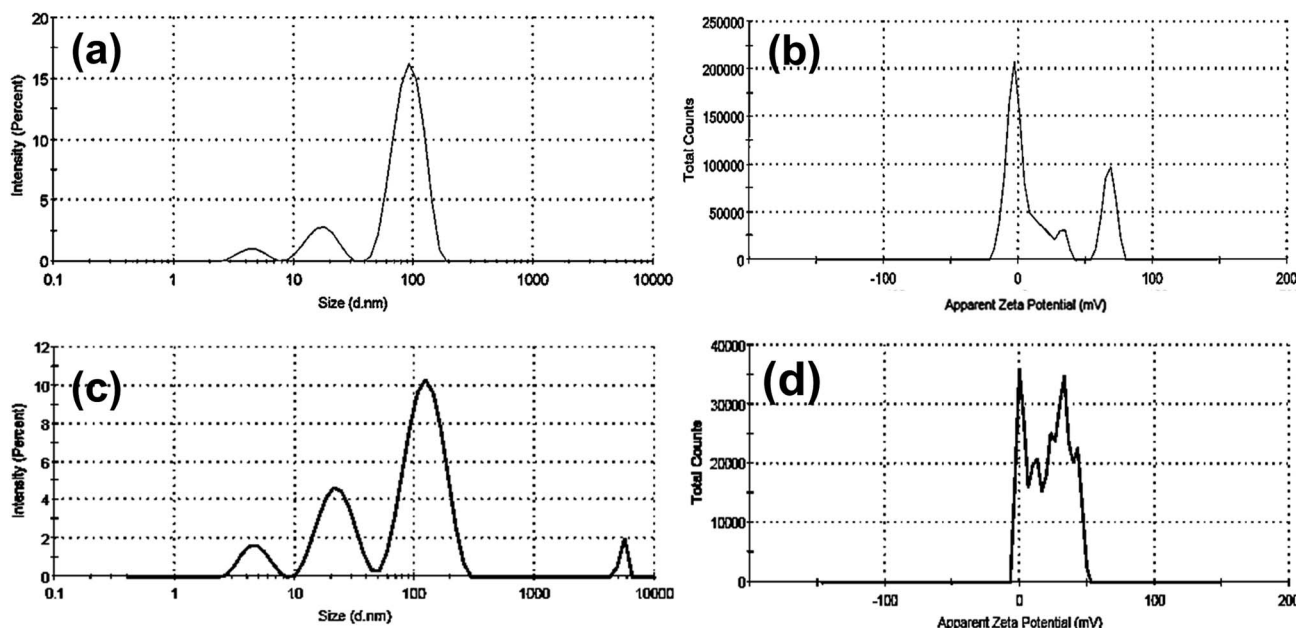 (a)
Intensity (Percent)
20
15
10
5
0
0.1 1 10 100 1000 10000
Size (d.nm)
(b)
Total Counts
250000
200000
150000
100000
50000
0
-100 0 100 200
Apparent Zeta Potential (mV)
(c)
Intensity (Percent)
12
10
8
6
4
2
0
0.1 1 10 100 1000 10000
Size (d.nm)
(d)
Total Counts
40000
30000
20000
10000
0
-100 0 100 200
Apparent Zeta Potential (mV)